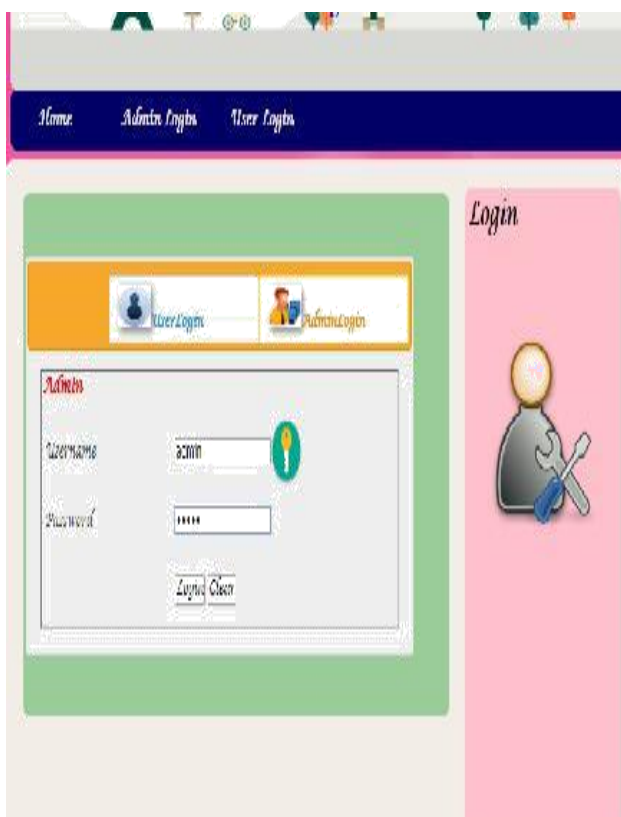 Home Admin Login User Login
Login
UserLogin AdminLogin
Admin
Username admin
Password •••••
Login Clear